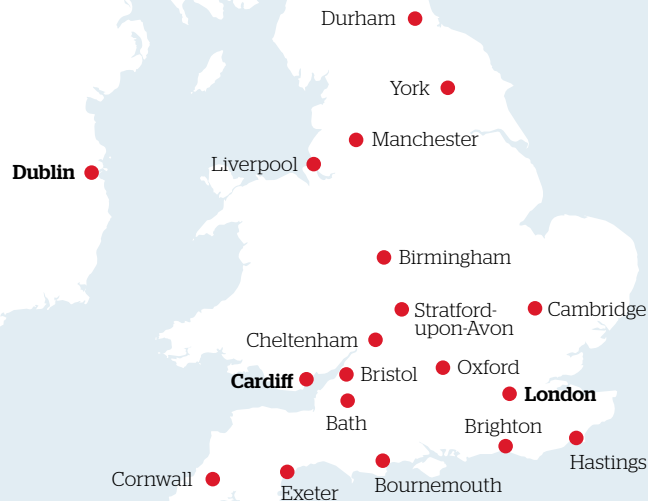 Durham
York
Manchester
Liverpool
Dublin
Birmingham
Stratford-
upon-Avon
Cambridge
Cheltenham
Cardiff
Bristol
Oxford
London
Bath
Brighton
Hastings
Cornwall
Exeter
Bournemouth